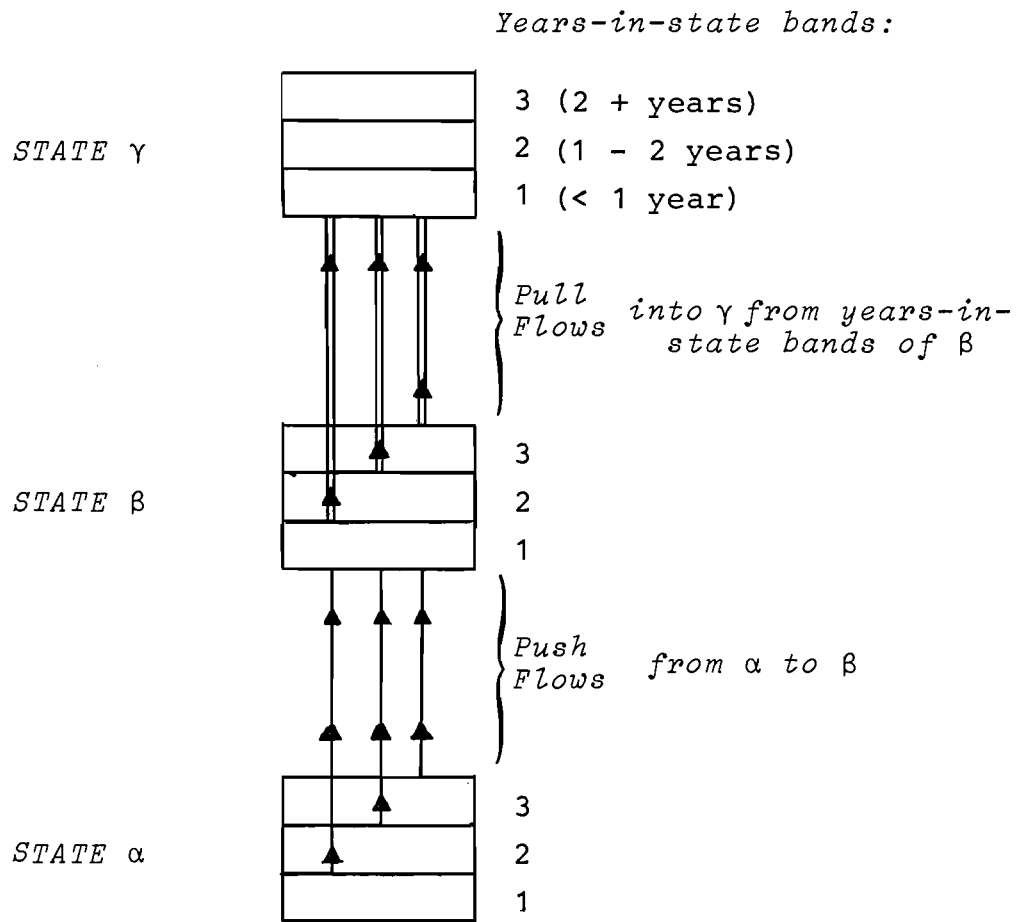 Years-in-state bands:
3 (2 + years)
STATE γ 2 (1 - 2 years)
1 (< 1 year)
Pull
Flows into γ from years-in-
state bands of β
3
STATE β 2
1
Push
Flows from α to β
3
STATE α 2
1